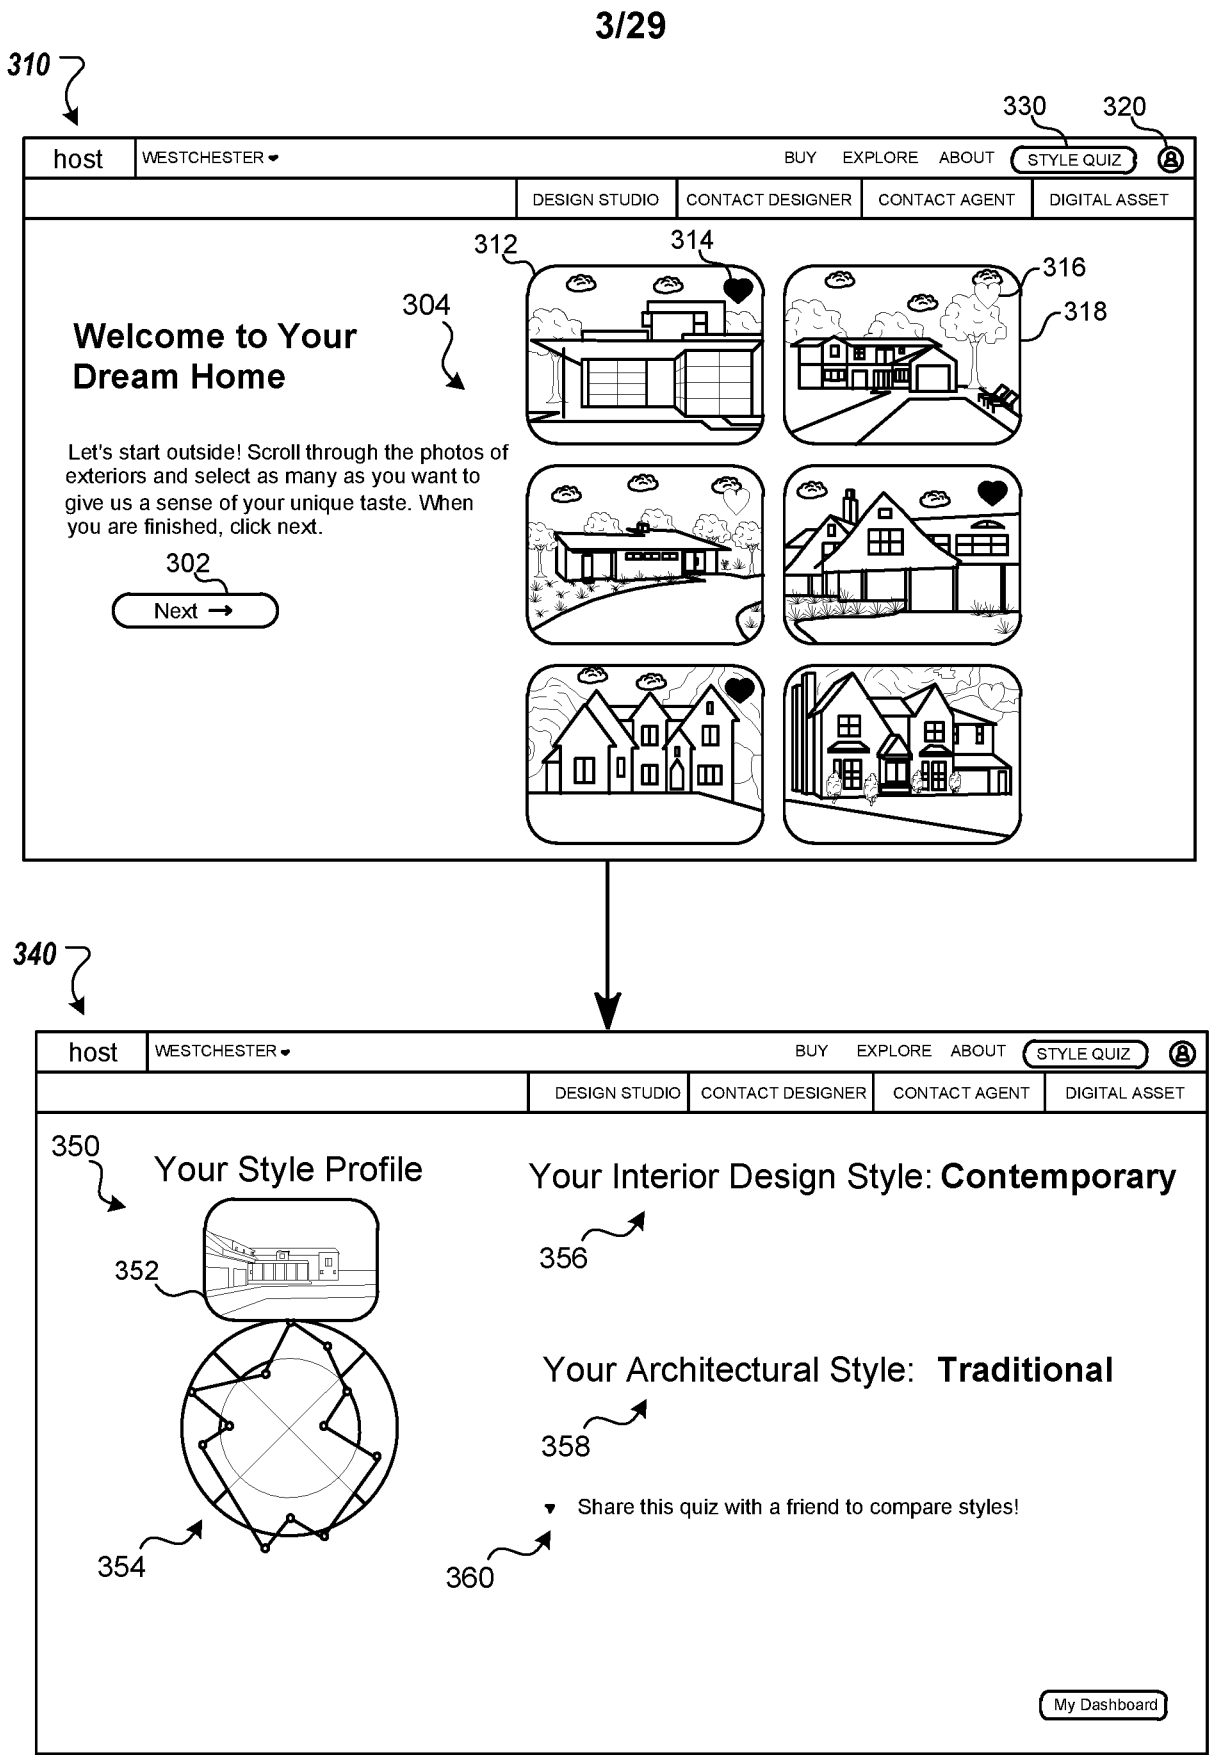 3/29
310
330 320
host WESTCHESTER BUY EXPLORE ABOUT STYLE QUIZ
DESIGN STUDIO CONTACT DESIGNER CONTACT AGENT DIGITAL ASSET
312 314 316
304 318
Welcome to Your
Dream Home
Let's start outside! Scroll through the photos of
exteriors and select as many as you want to
give us a sense of your unique taste. When
you are finished, click next.
302
Next →
340
host WESTCHESTER BUY EXPLORE ABOUT STYLE QUIZ
DESIGN STUDIO CONTACT DESIGNER CONTACT AGENT DIGITAL ASSET
350
Your Style Profile
Your Interior Design Style: Contemporary
356
352
Your Architectural Style: Traditional
358
Share this quiz with a friend to compare styles!
354
360
My Dashboard